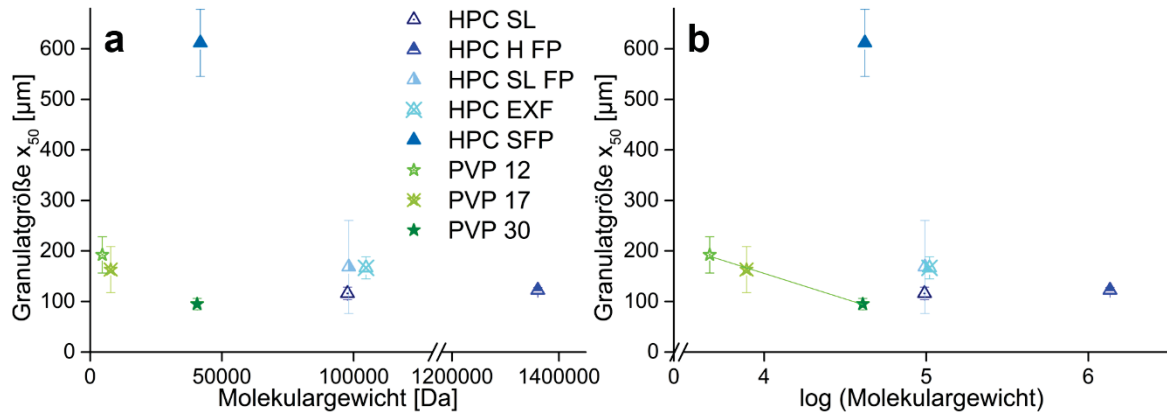 a
Granulatgröße x50 [µm]
600
500
400
300
200
100
0
0
50000
100000
1200000
1400000
Molekulargewicht [Da]
HPC SL
HPC H FP
HPC SL FP
HPC EXF
HPC SFP
PVP 12
PVP 17
PVP 30
b
Granulatgröße x50 [µm]
600
500
400
300
200
100
0
0
4
5
6
log (Molekulargewicht)